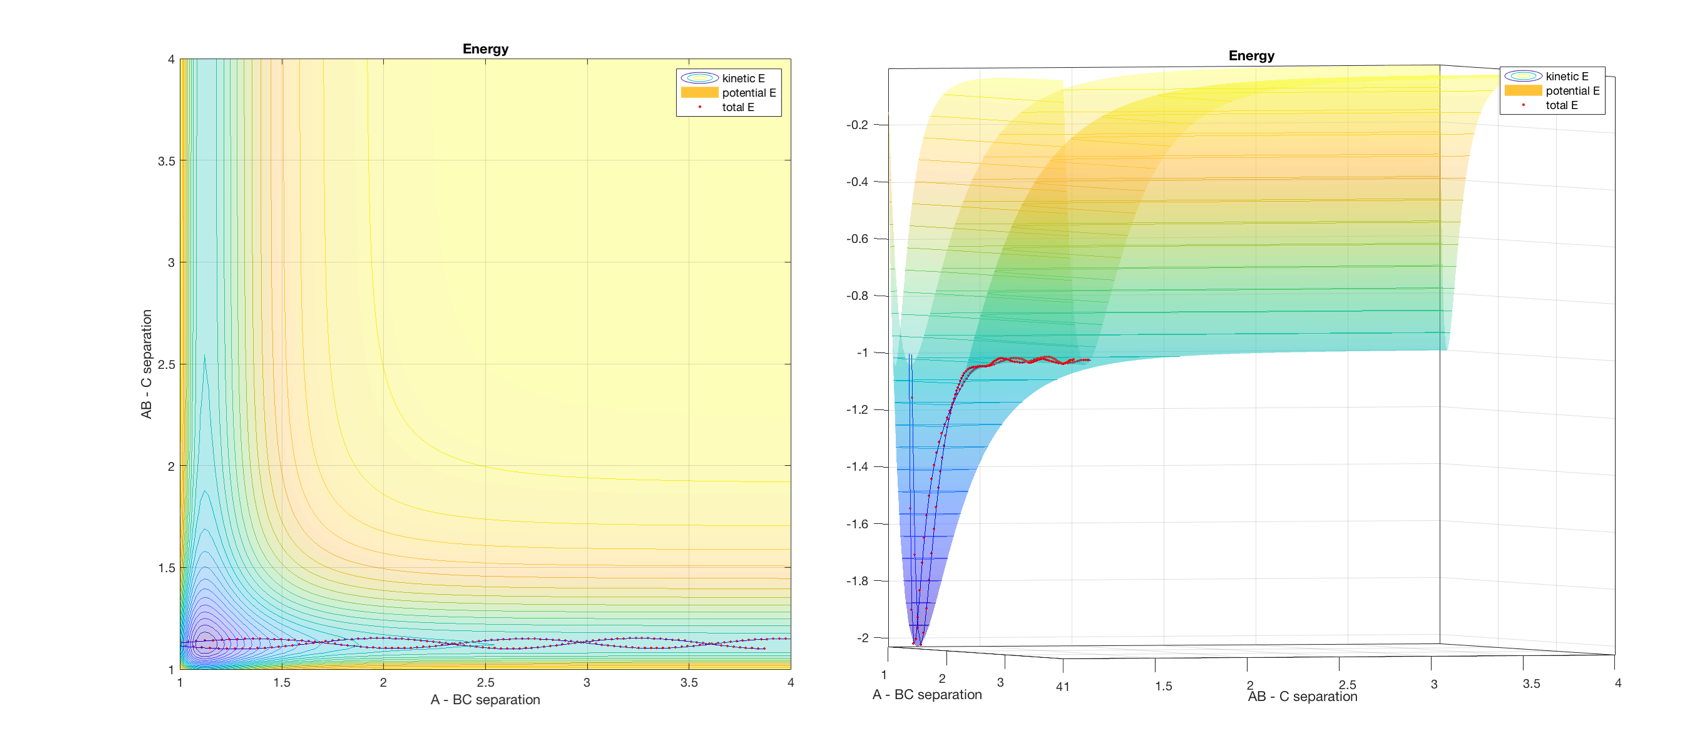 Energy
kinetic E
potential E
total E
4
3.5
3
2.5
2
1.5
1
AB - C separation
1
1.5
2
2.5
3
3.5
4
A - BC separation
Energy
kinetic E
potential E
total E
-0.2
-0.4
-0.6
-0.8
-1
-1.2
-1.4
-1.6
-1.8
-2
1
2
3
41
1.5
2
2.5
3
3.5
4
A - BC separation
AB - C separation